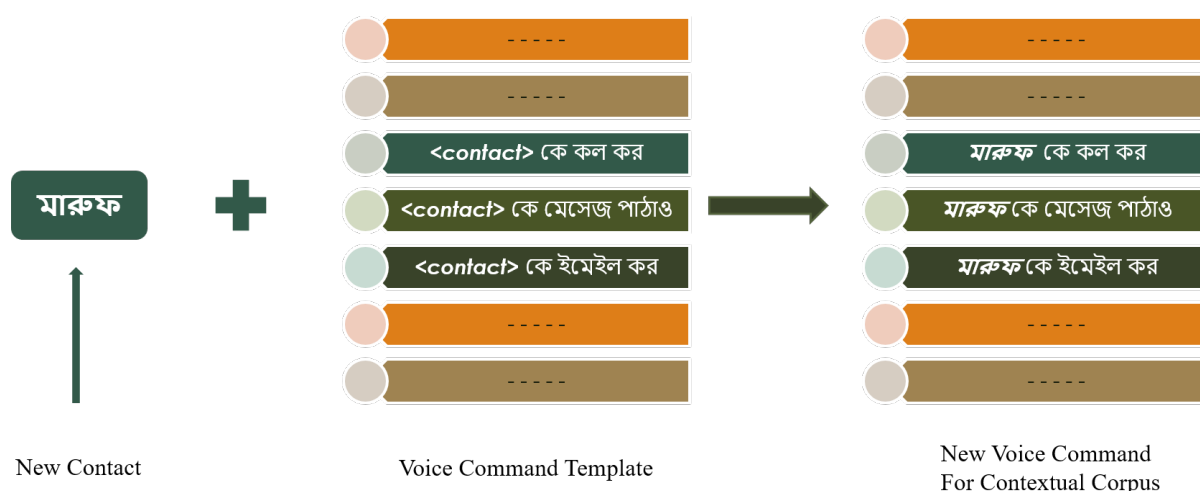 মারুফ
New Contact
- - - - -
- - - - -
<contact> কে কল কর
<contact> কে মেসেজ পাঠাও
<contact> কে ইমেইল কর
- - - - -
- - - - -
Voice Command Template
- - - - -
- - - - -
মারুফ কে কল কর
মারুফ কে মেসেজ পাঠাও
মারুফ কে ইমেইল কর
- - - - -
- - - - -
New Voice Command
For Contextual Corpus